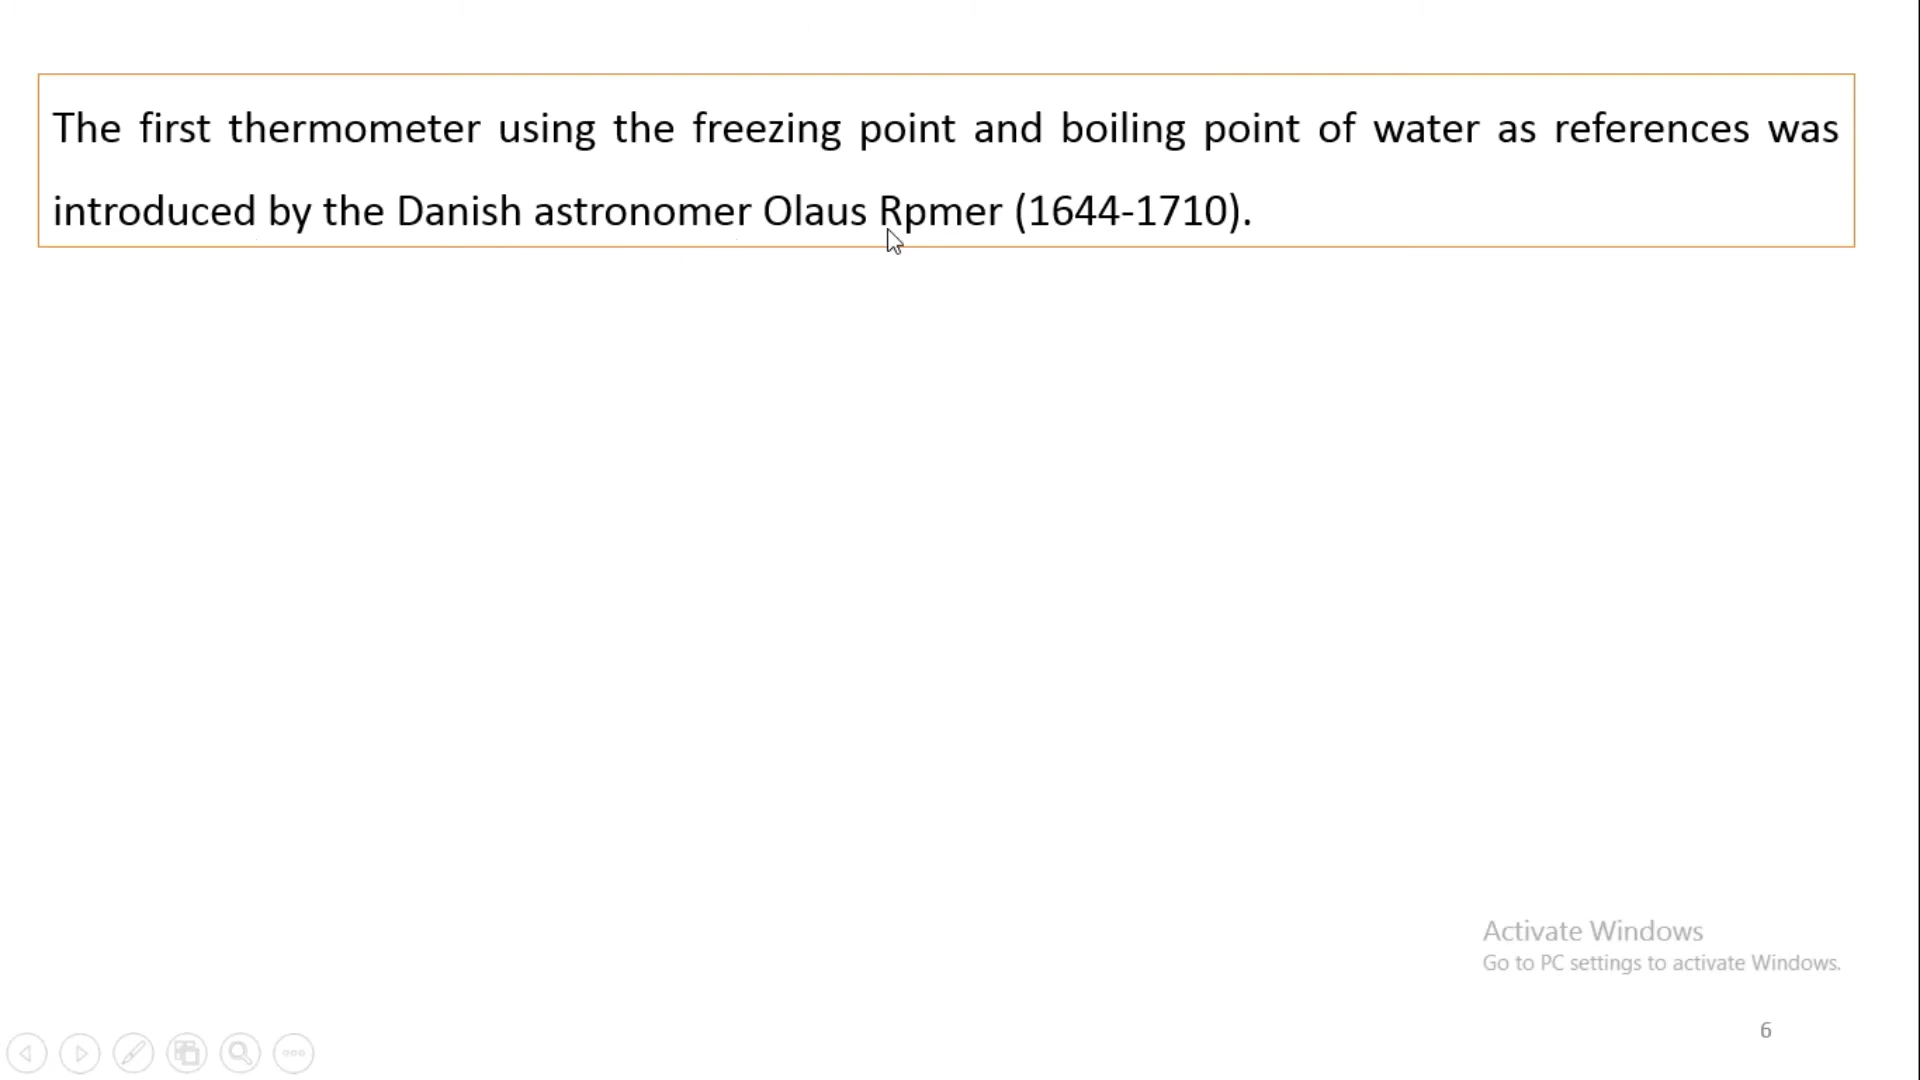 The first thermometer using the freezing point and boiling point of water as references was
introduced by the Danish astronomer Olaus Rpmer (1644-1710).
Activate Windows
Go to PC settings to activate Windows.
6